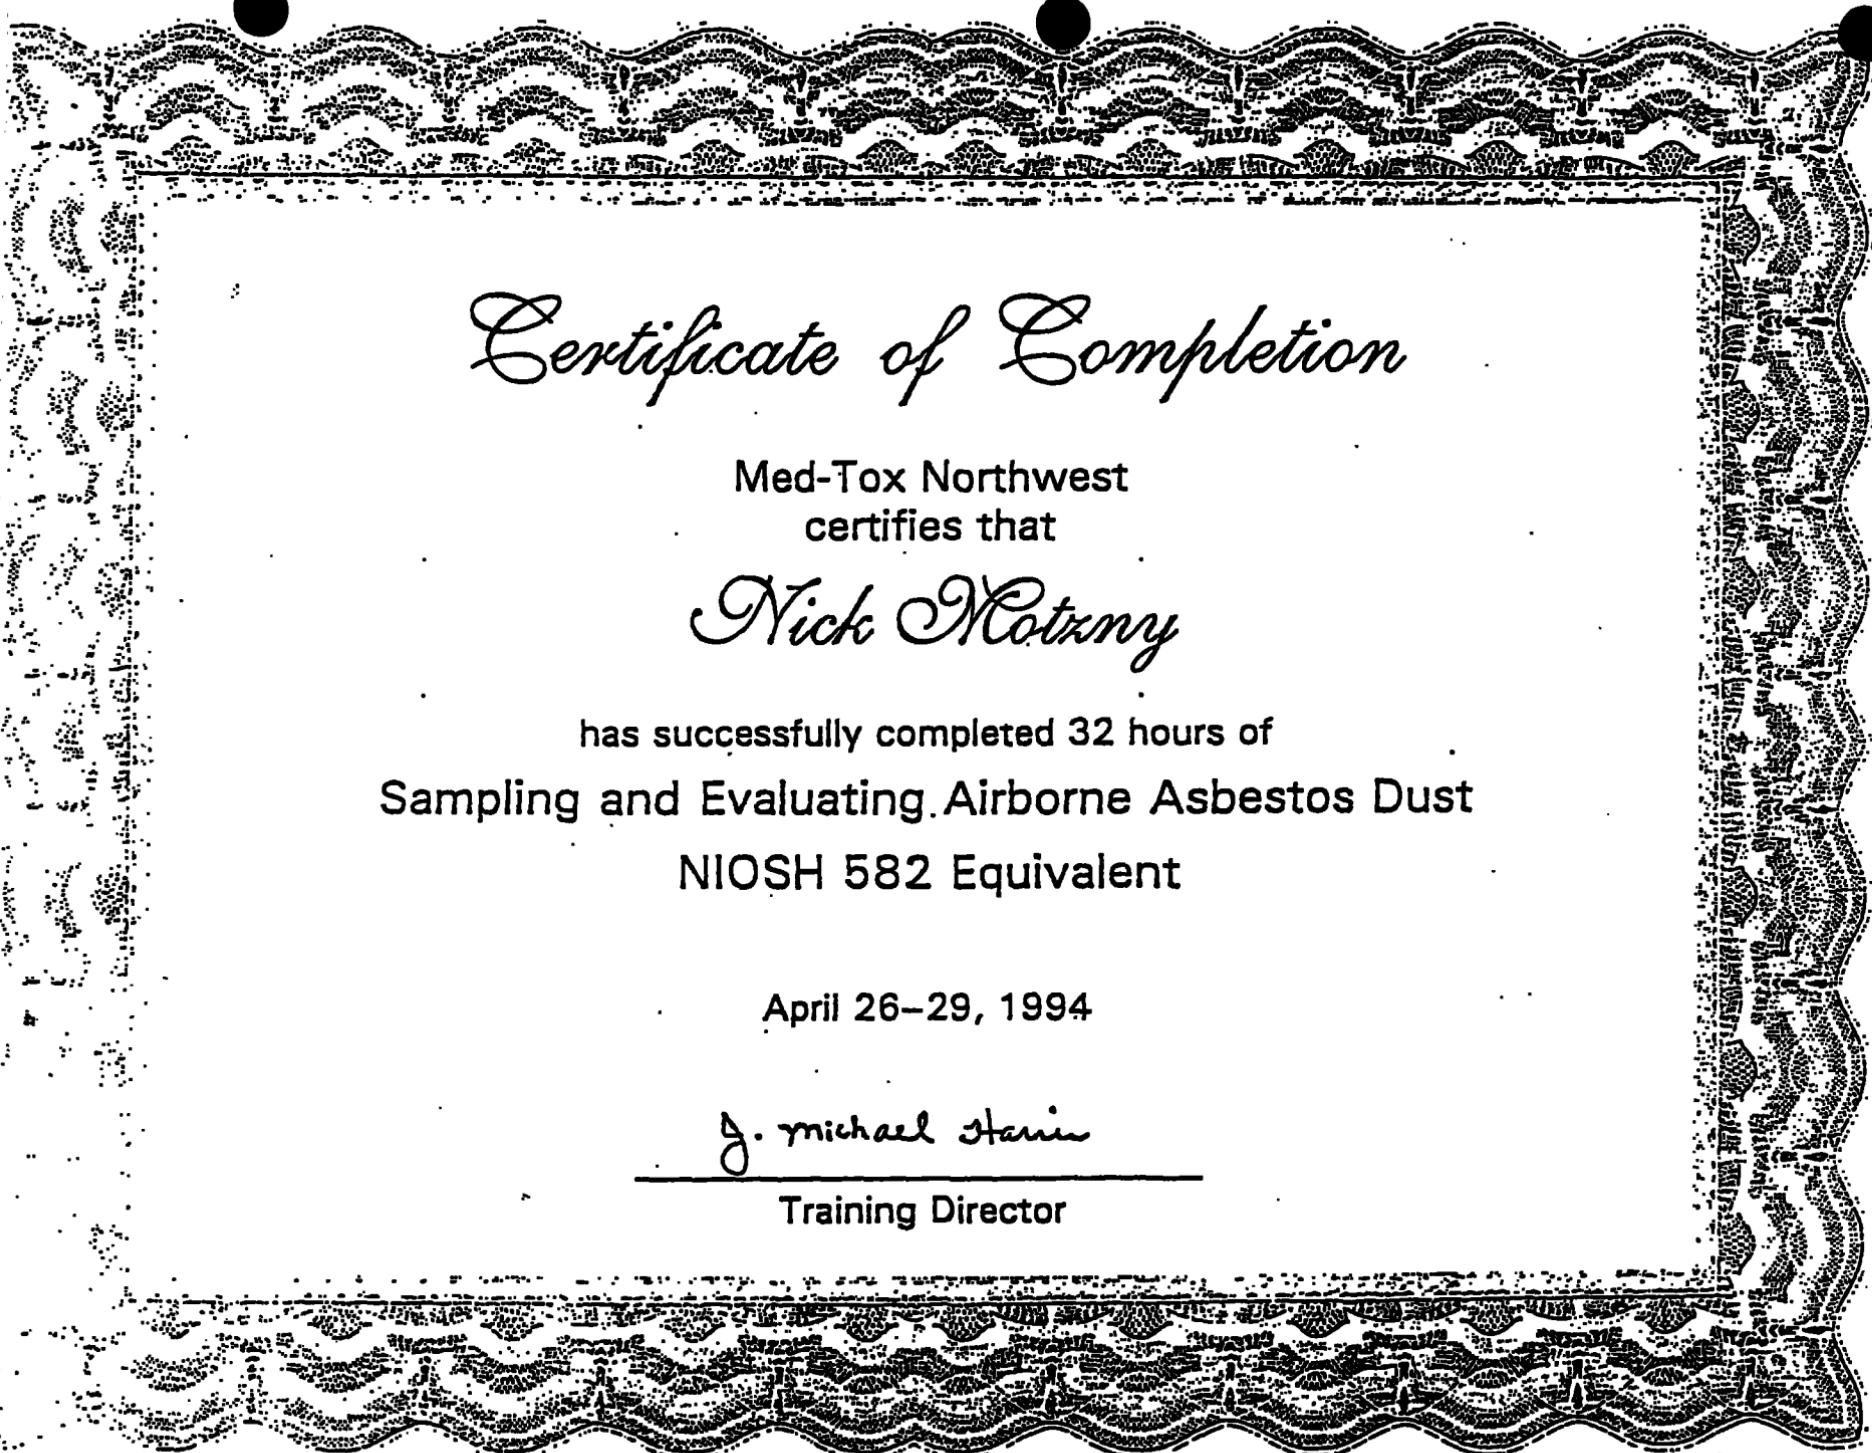 Certificate of Completion
Med-Tox Northwest
certifies that
Nick Motzny
has successfully completed 32 hours of
Sampling and Evaluating Airborne Asbestos Dust
NIOSH 582 Equivalent
April 26-29, 1994
J. Michael Harris
Training Director